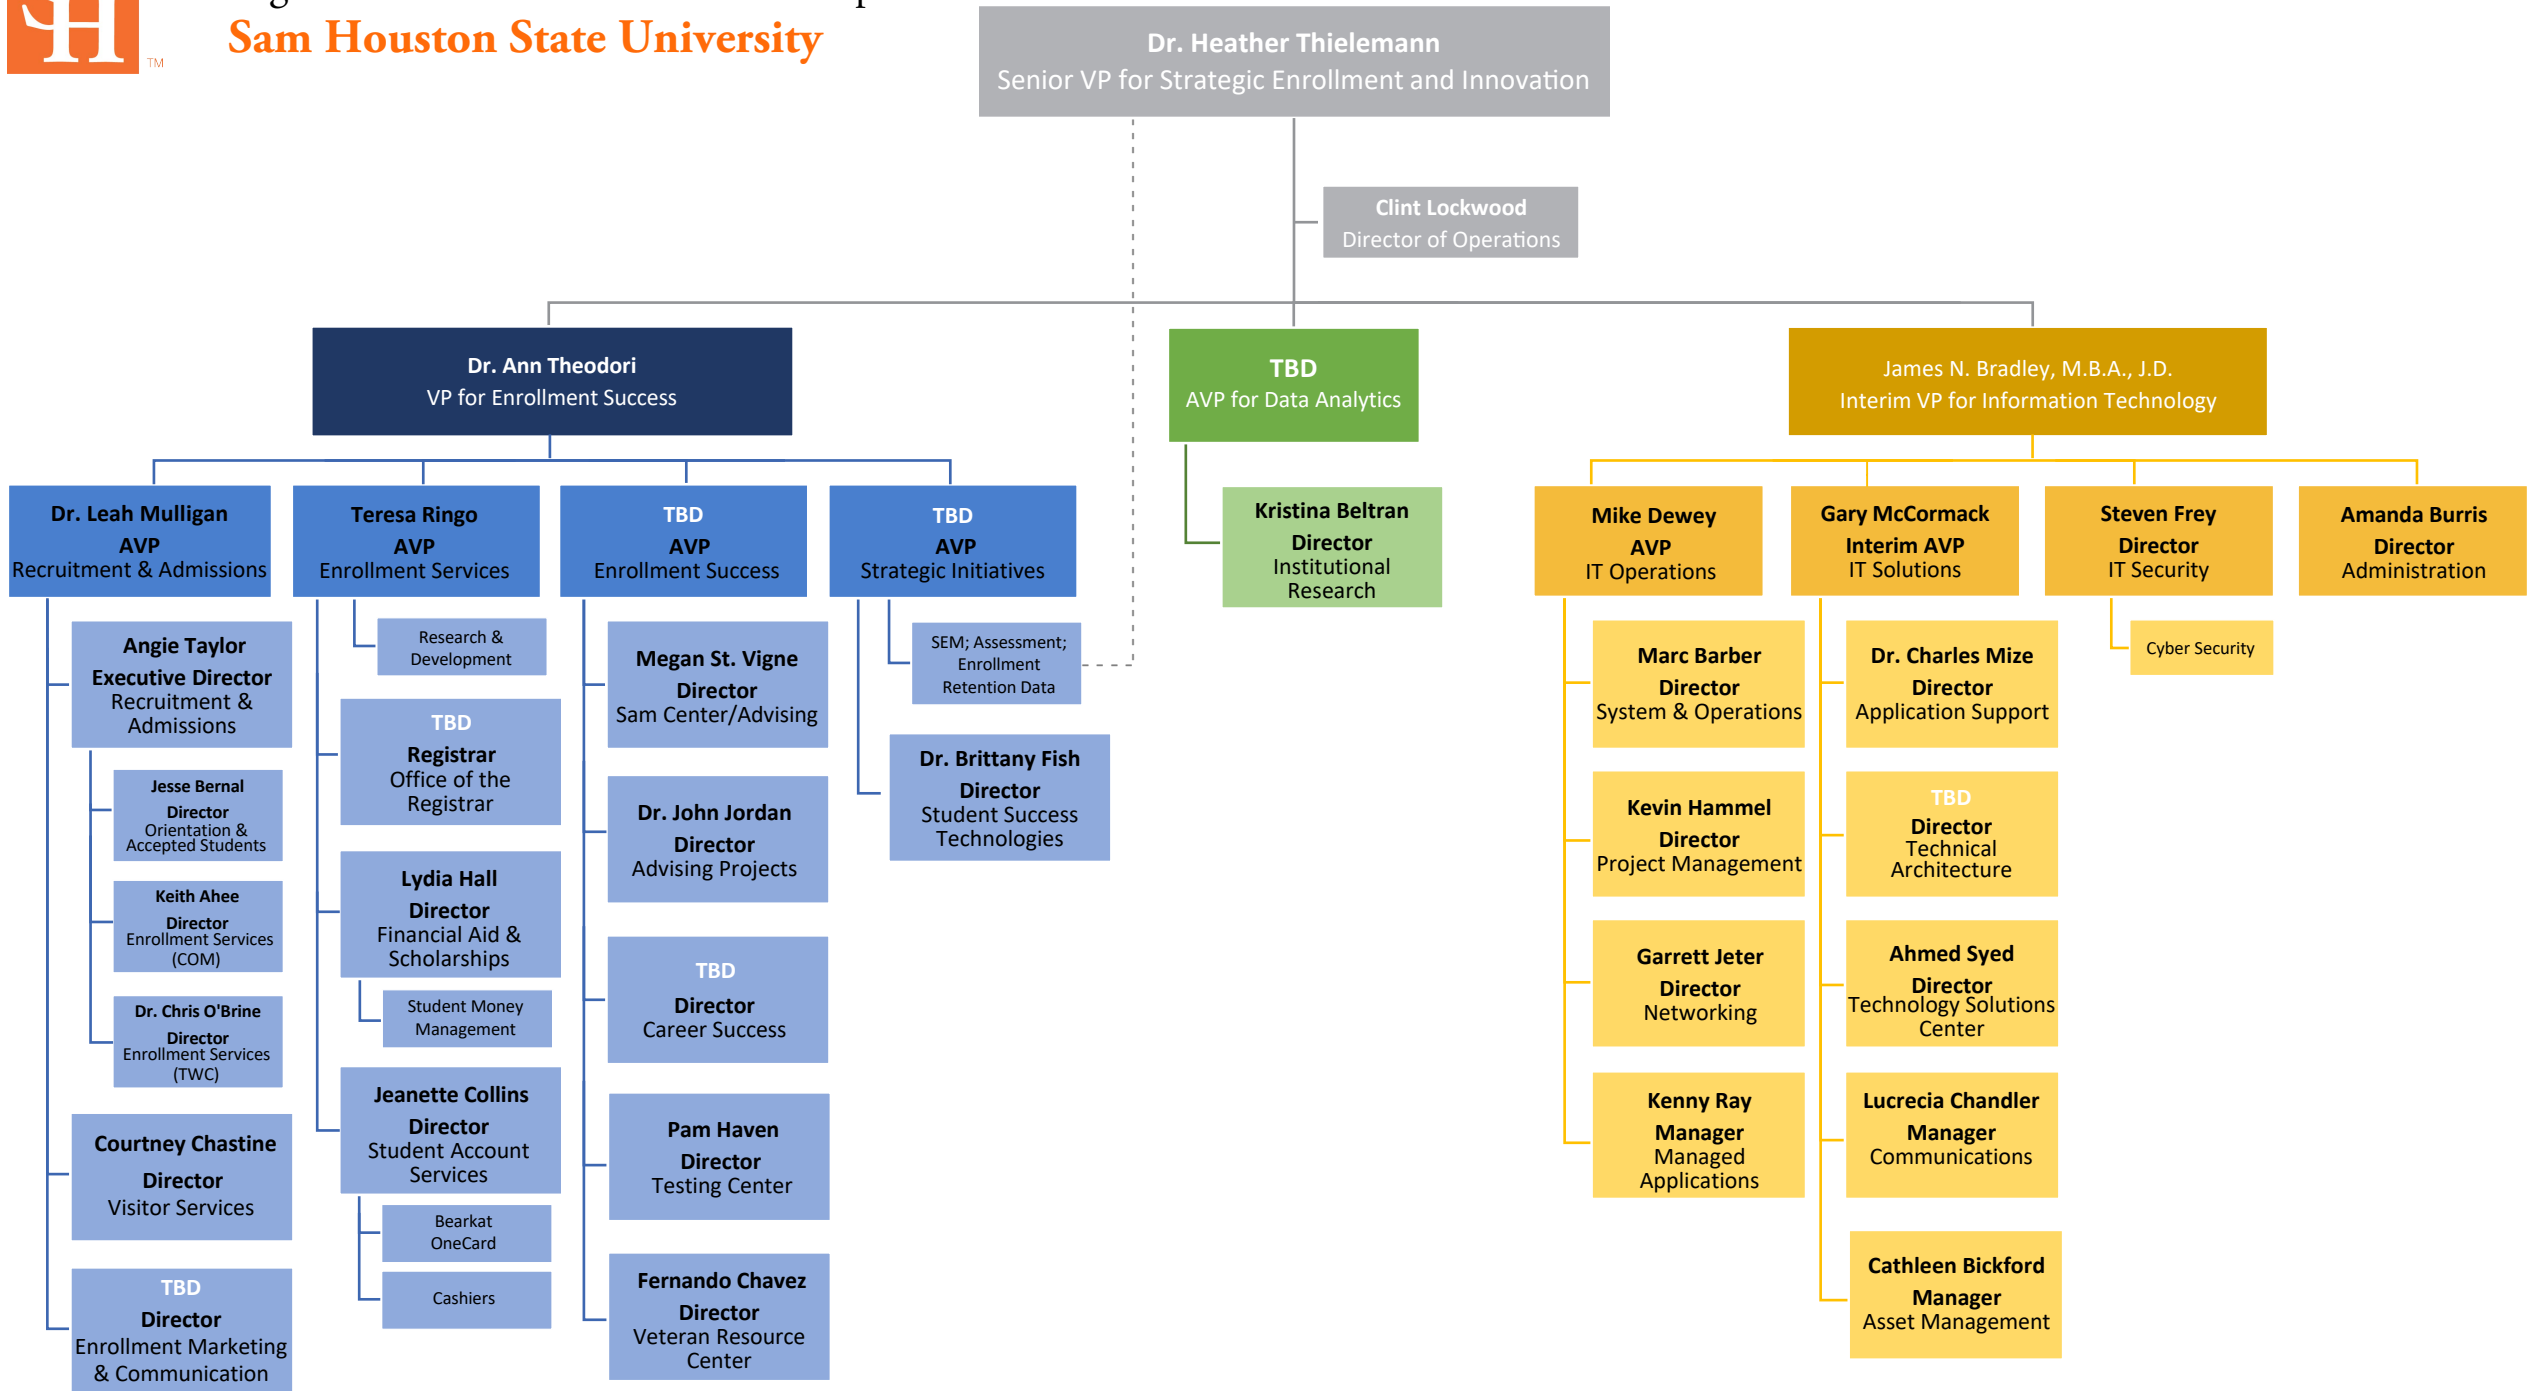 Sam Houston State University
TM
Dr. Heather Thielemann
Senior VP for Strategic Enrollment and Innovation
Clint Lockwood
Director of Operations
Dr. Ann Theodori
VP for Enrollment Success
TBD
AVP for Data Analytics
James N. Bradley, M.B.A., J.D.
Interim VP for Information Technology
Dr. Leah Mulligan
AVP
Recruitment & Admissions
Angie Taylor
Executive Director
Recruitment &
Admissions
Jesse Bernal
Director
Orientation &
Accepted Students
Keith Ahee
Director
Enrollment Services
(COM)
Dr. Chris O'Brine
Director
Enrollment Services
(TWC)
Courtney Chastine
Director
Visitor Services
TBD
Director
Enrollment Marketing
& Communication
Teresa Ringo
AVP
Enrollment Services
Research &
Development
TBD
Registrar
Office of the
Registrar
Lydia Hall
Director
Financial Aid &
Scholarships
Student Money
Management
Jeanette Collins
Director
Student Account
Services
Bearkat
OneCard
Cashiers
TBD
AVP
Enrollment Success
Megan St. Vigne
Director
Sam Center/Advising
Dr. John Jordan
Director
Advising Projects
TBD
Director
Career Success
Pam Haven
Director
Testing Center
Fernando Chavez
Director
Veteran Resource
Center
TBD
AVP
Strategic Initiatives
SEM; Assessment;
Enrollment
Retention Data
Dr. Brittany Fish
Director
Student Success
Technologies
Kristina Beltran
Director
Institutional
Research
Mike Dewey
AVP
IT Operations
Marc Barber
Director
System & Operations
Kevin Hammel
Director
Project Management
Garrett Jeter
Director
Networking
Kenny Ray
Manager
Managed
Applications
Gary McCormack
Interim AVP
IT Solutions
Dr. Charles Mize
Director
Application Support
TBD
Director
Technical
Architecture
Ahmed Syed
Director
Technology Solutions
Center
Lucrecia Chandler
Manager
Communications
Cathleen Bickford
Manager
Asset Management
Steven Frey
Director
IT Security
Cyber Security
Amanda Burris
Director
Administration